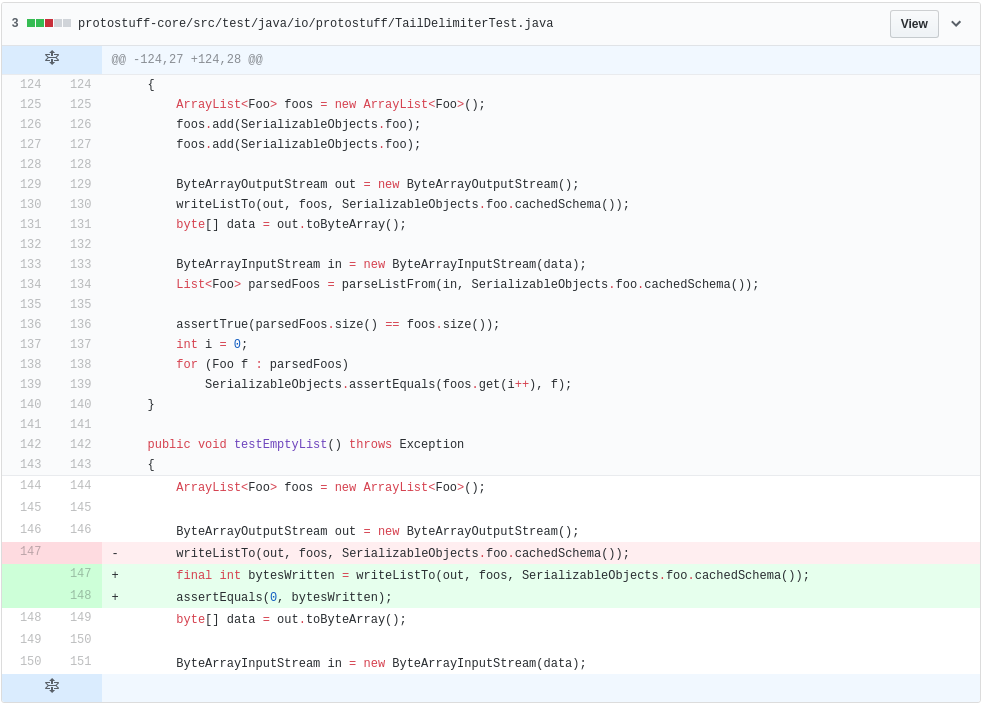 3 protostuff-core/src/test/java/io/protostuff/TailDelimiterTest.java View
@@ -124,27 +124,28 @@
124 124 {
125 125 ArrayList<Foo> foos = new ArrayList<Foo>();
126 126 foos.add(SerializableObjects.foo);
127 127 foos.add(SerializableObjects.foo);
128 128
129 129 ByteArrayOutputStream out = new ByteArrayOutputStream();
130 130 writeListTo(out, foos, SerializableObjects.foo.cachedSchema());
131 131 byte[] data = out.toByteArray();
132 132
133 133 ByteArrayInputStream in = new ByteArrayInputStream(data);
134 134 List<Foo> parsedFoos = parseListFrom(in, SerializableObjects.foo.cachedSchema());
135 135
136 136 assertTrue(parsedFoos.size() == foos.size());
137 137 int i = 0;
138 138 for (Foo f : parsedFoos)
139 139 SerializableObjects.assertEquals(foos.get(i++), f);
140 140 }
141 141
142 142 public void testEmptyList() throws Exception
143 143 {
144 144 ArrayList<Foo> foos = new ArrayList<Foo>();
145 145
146 146 ByteArrayOutputStream out = new ByteArrayOutputStream();
147 - writeListTo(out, foos, SerializableObjects.foo.cachedSchema());
147 + final int bytesWritten = writeListTo(out, foos, SerializableObjects.foo.cachedSchema());
148 + assertEquals(0, bytesWritten);
148 149 byte[] data = out.toByteArray();
149 150
150 151 ByteArrayInputStream in = new ByteArrayInputStream(data);